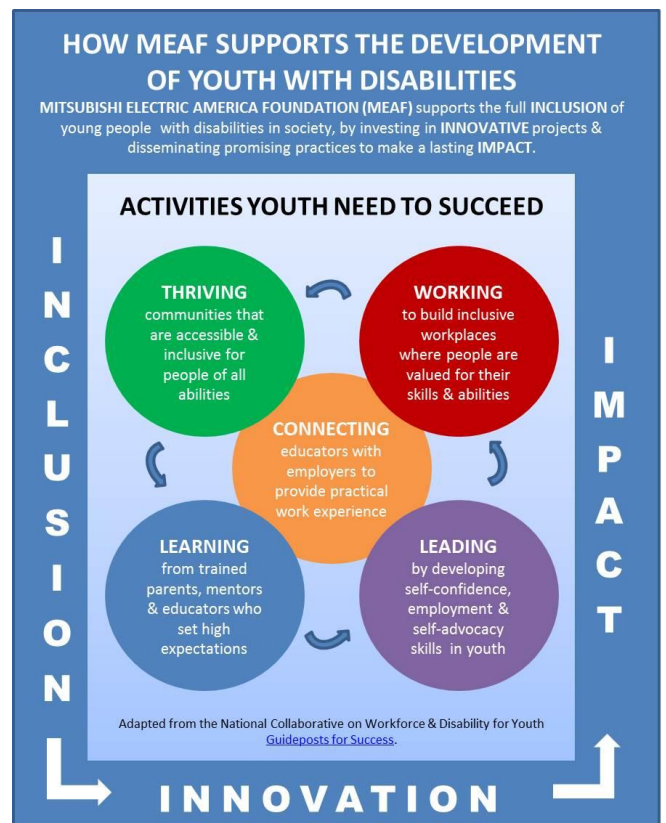 HOW MEAF SUPPORTS THE DEVELOPMENT
OF YOUTH WITH DISABILITIES
MITSUBISHI ELECTRIC AMERICA FOUNDATION (MEAF) supports the full INCLUSION of
young people with disabilities in society, by investing in INNOVATIVE projects &
disseminating promising practices to make a lasting IMPACT.
INCLUSION
ACTIVITIES YOUTH NEED TO SUCCEED
THRIVING
communities that
are accessible &
inclusive for
people of all
abilities
WORKING
to build inclusive
workplaces
where people are
valued for their
skills & abilities
CONNECTING
educators with
employers to
provide practical
work experience
LEARNING
from trained
parents, mentors
& educators who
set high
expectations
LEADING
by developing
self-confidence,
employment &
self-advocacy
skills in youth
Adapted from the National Collaborative on Workforce & Disability for Youth
Guideposts for Success.
INNOVATION
IMPACT